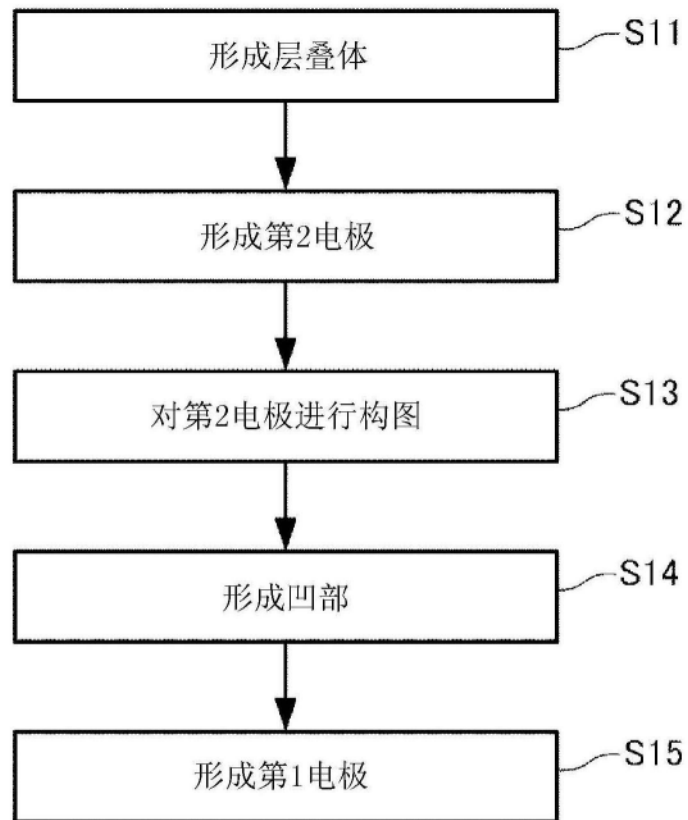 形成层叠体
S11
形成第2电极
S12
对第2电极进行构图
S13
形成凹部
S14
形成第1电极
S15